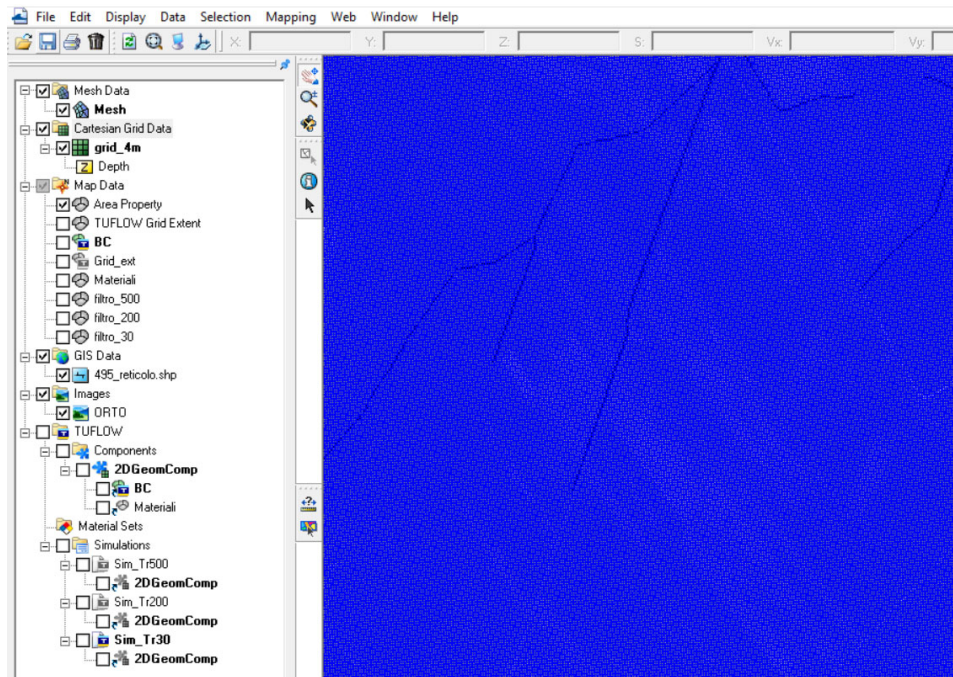 File Edit Display Data Selection Mapping Web Window Help
X: Y: Z: S: Vx: Vy:
Mesh Data
Mesh
Cartesian Grid Data
grid_4m
Z Depth
Map Data
Area Property
TUFLOW Grid Extent
BC
Grid_ext
Materiali
filtro_500
filtro_200
filtro_30
GIS Data
495_reticolo.shp
Images
ORTO
TUFLOW
Components
2DGeomComp
BC
Materiali
Material Sets
Simulations
Sim_Tr500
2DGeomComp
Sim_Tr200
2DGeomComp
Sim_Tr30
2DGeomComp